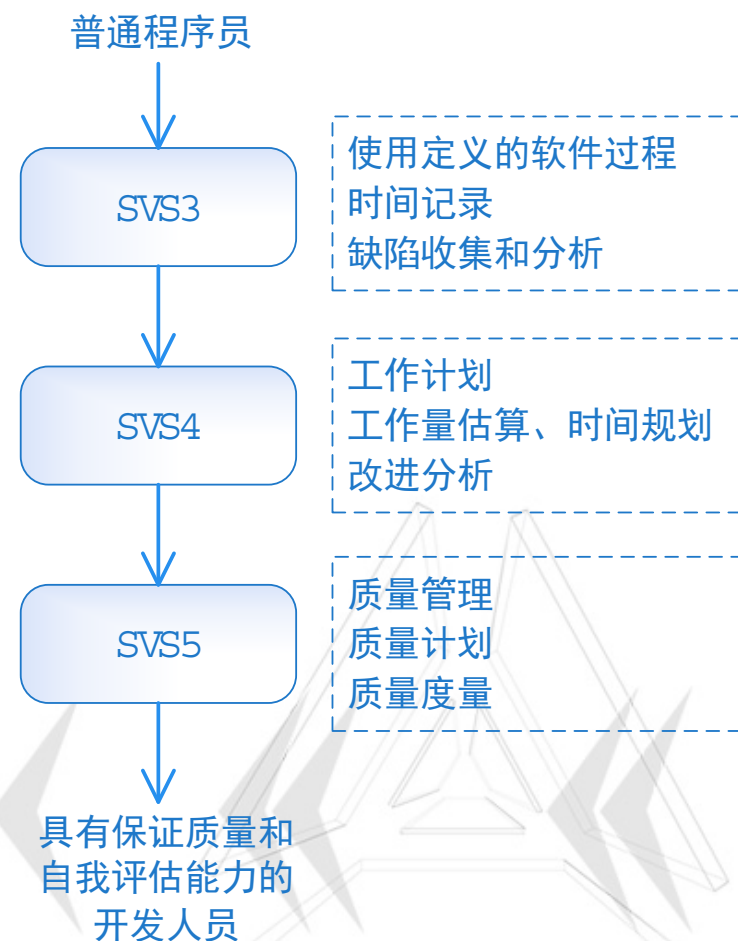 普通程序员
SVS3
使用定义的软件过程
时间记录
缺陷收集和分析
SVS4
工作计划
工作量估算、时间规划
改进分析
SVS5
质量管理
质量计划
质量度量
具有保证质量和
自我评估能力的
开发人员